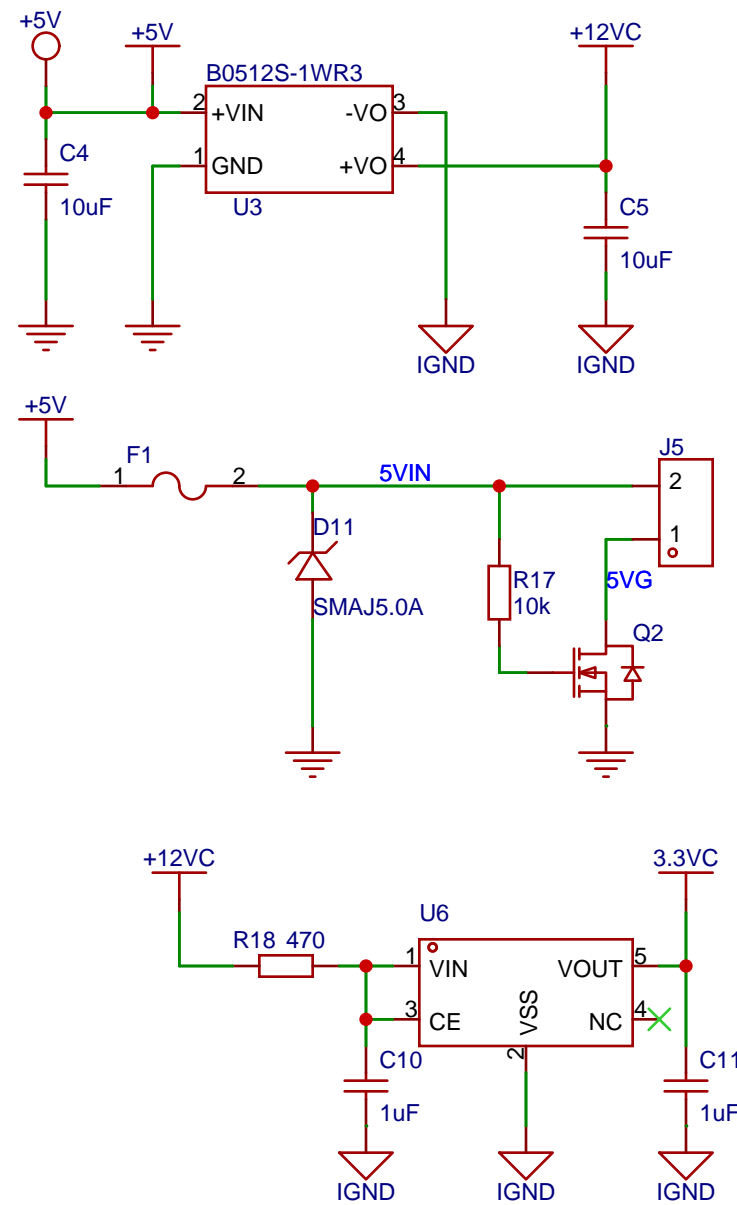 +5V
+5V
+12VC
B0512S-1WR3
2
+VIN
-VO
3
C4
1
GND
+VO
4
10uF
U3
C5
10uF
IGND
IGND
+5V
F1
J5
1
2
5VIN
2
D11
1
R17
5VG
SMAJ5.0A
10k
Q2
+12VC
3.3VC
U6
R18 470
1
VIN
VOUT
5
3
CE
VSS
NC
4
2
C10
C11
1uF
1uF
IGND
IGND
IGND